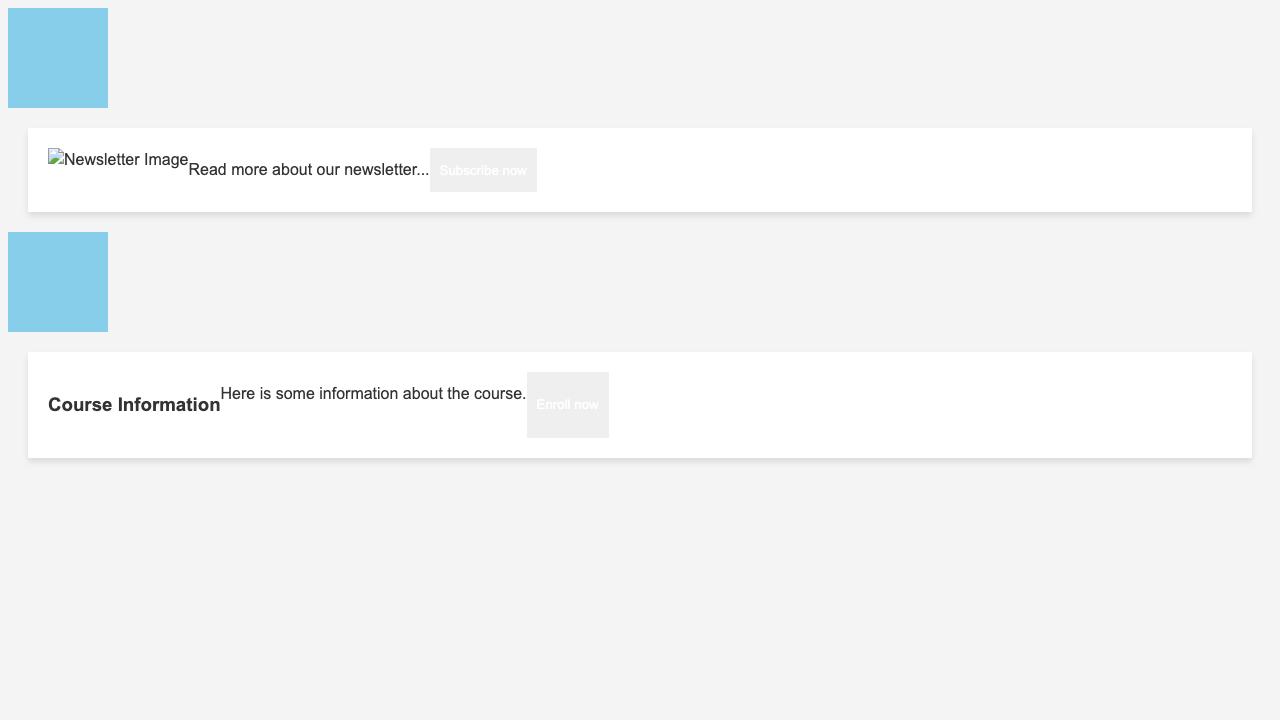 Newsletter Image Read more about our newsletter... Subscribe now
Course Information Here is some information about the course. Enroll now